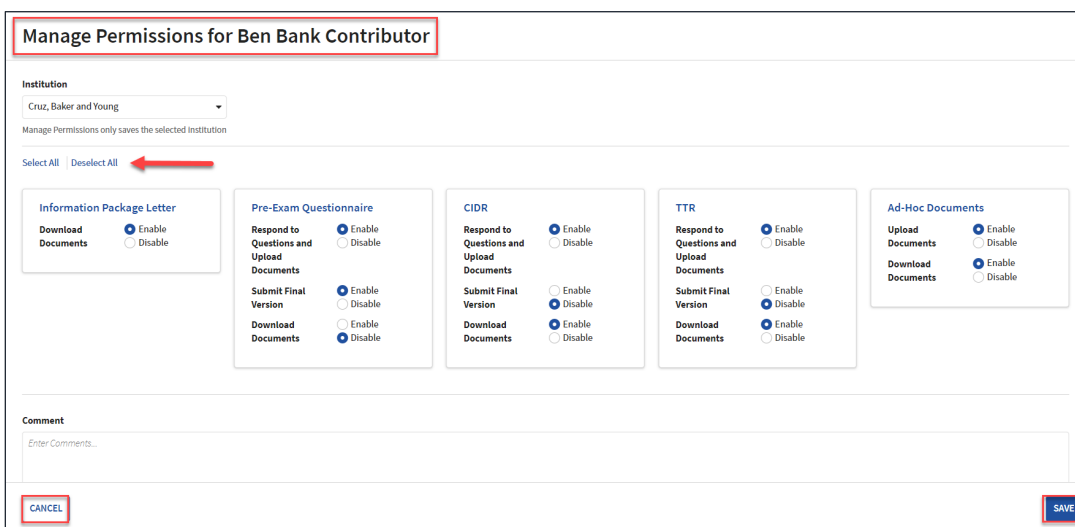 Manage Permissions for Ben Bank Contributor
Institution
Cruz, Baker and Young
Manage Permissions only saves the selected Institution
Select All | Deselect All
Information Package Letter
Download Documents
Enable
Disable
Pre-Exam Questionnaire
Respond to
Questions and
Upload
Documents
Enable
Disable
Submit Final
Version
Enable
Disable
Download
Documents
Enable
Disable
CIDR
Respond to
Questions and
Upload
Documents
Enable
Disable
Submit Final
Version
Enable
Disable
Download
Documents
Enable
Disable
TTR
Respond to
Questions and
Upload
Documents
Enable
Disable
Submit Final
Version
Enable
Disable
Download
Documents
Enable
Disable
Ad-Hoc Documents
Upload
Documents
Enable
Disable
Download
Documents
Enable
Disable
Comment
Enter Comments...
CANCEL
SAVE